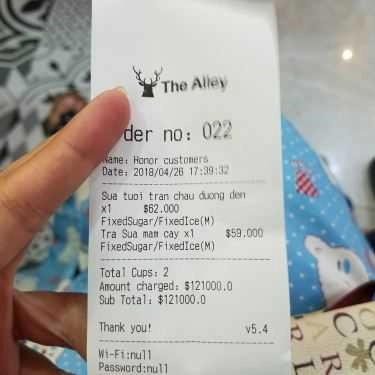 The Alley
der no: 022
Name: Honor customers
Date: 2018/04/26 17:39:32
Sua tuoi tran chau duong den
x1 $62.000
FixedSugar/FixedIce(M)
Tra Sua mam cay x1 $59.000
FixedSugar/FixedIce(M)
Total Cups: 2
Amount charged: $121000.0
Sub Total: $121000.0
Thank you! v5.4
Wi-Fi:null
Password:null